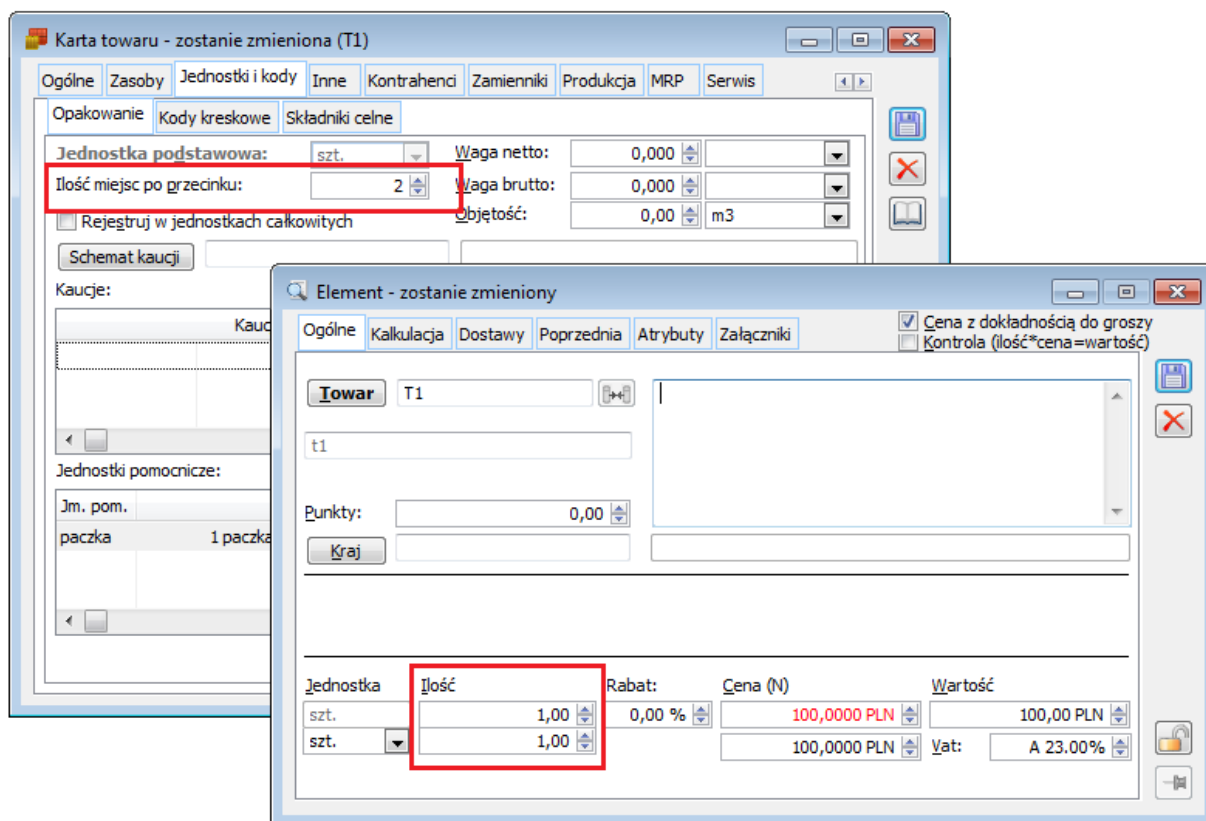 Karta towaru - zostanie zmieniona (T1)
Ogólne Zasoby Jednostki i kody Inne Kontrahenci Zamienniki Produkcja MRP Serwis
Opakowanie Kody kreskowe Składniki celne
Jednostka podstawowa: szt. Waga netto: 0,000
Ilość miejsc po przecinku: 2 Waga brutto: 0,000
Rejestruj w jednostkach całkowitych Objętość: 0,00 m3
Schemat kaucji
Kaucje:
Kauc
Jednostki pomocnicze:
Jm. pom.
paczka 1 paczka
Element - zostanie zmieniony
Ogólne Kalkulacja Dostawy Poprzednia Atrybuty Załączniki
Cena z dokładnością do groszy
Kontrola (ilość*cena=wartość)
Towar T1
t1
Punkty: 0,00
Kraj
Jednostka Ilość Rabat: Cena (N) Wartość
szt. 1,00 0,00 % 100,0000 PLN 100,00 PLN
szt. 1,00 100,0000 PLN Vat: A 23.00%